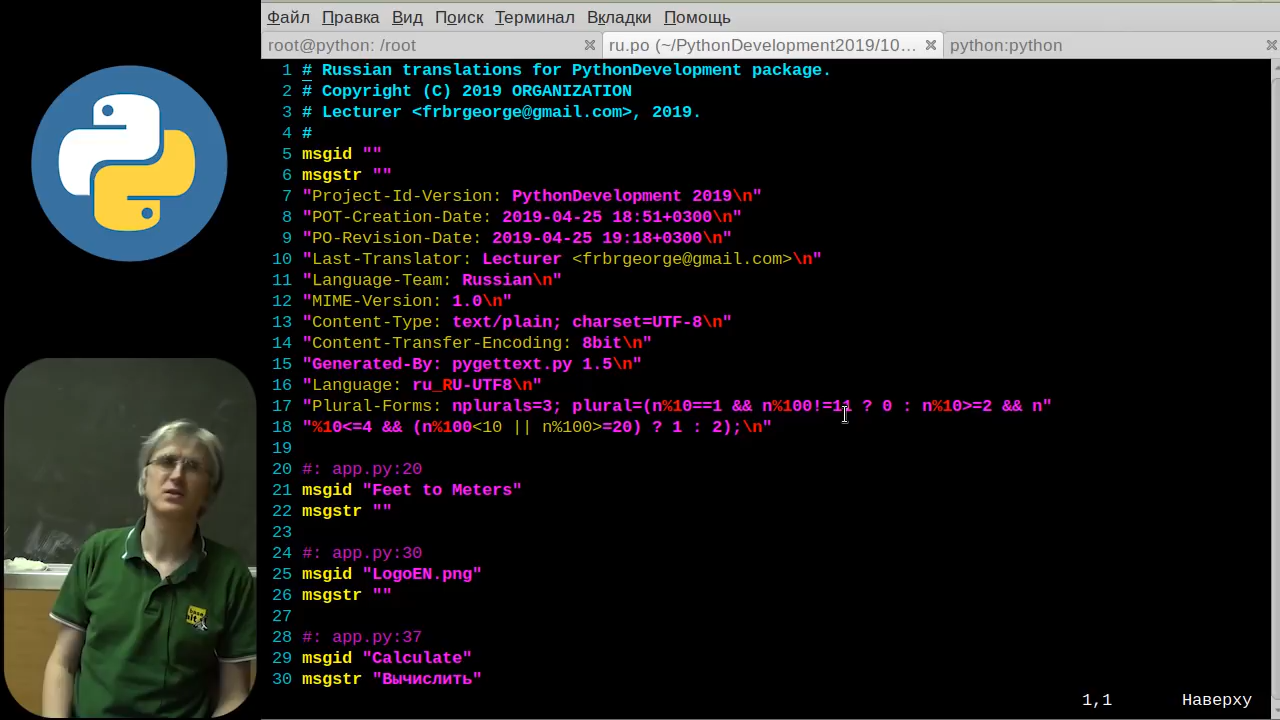 Файл Правка Вид Поиск Терминал Вкладки Помощь
root@python: /root
ru.po (~/PythonDevelopment2019/10...
python:python
1 # Russian translations for PythonDevelopment package.
2 # Copyright (C) 2019 ORGANIZATION
3 # Lecturer <frbrgeorge@gmail.com>, 2019.
4 #
5 msgid ""
6 msgstr ""
7 "Project-Id-Version: PythonDevelopment 2019\n"
8 "POT-Creation-Date: 2019-04-25 18:51+0300\n"
9 "PO-Revision-Date: 2019-04-25 19:18+0300\n"
10 "Last-Translator: Lecturer <frbrgeorge@gmail.com>\n"
11 "Language-Team: Russian\n"
12 "MIME-Version: 1.0\n"
13 "Content-Type: text/plain; charset=UTF-8\n"
14 "Content-Transfer-Encoding: 8bit\n"
15 "Generated-By: pygettext.py 1.5\n"
16 "Language: ru_RU-UTF8\n"
17 "Plural-Forms: nplurals=3; plural=(n%10==1 && n%100!=11 ? 0 : n%10>=2 && n"
18 "%10<=4 && (n%100<10 || n%100>=20) ? 1 : 2);\n"
19
20 #: app.py:20
21 msgid "Feet to Meters"
22 msgstr ""
23
24 #: app.py:30
25 msgid "LogoEN.png"
26 msgstr ""
27
28 #: app.py:37
29 msgid "Calculate"
30 msgstr "Вычислить"
1,1 Наверху